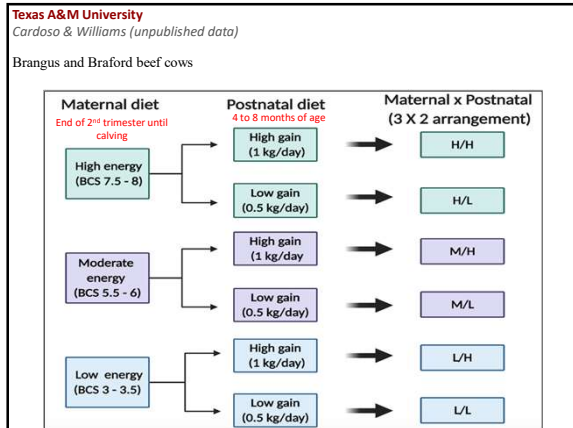 Texas A&M University
Cardoso & Williams (unpublished data)
Brangus and Braford beef cows
Maternal diet
End of 2nd trimester until
calving
Postnatal diet
4 to 8 months of age
Maternal x Postnatal
(3 X 2 arrangement)
High energy
(BCS 7.5 - 8)
High gain
(1 kg/day)
H/H
Low gain
(0.5 kg/day)
H/L
Moderate
energy
(BCS 5.5 - 6)
High gain
(1 kg/day
M/H
Low gain
(0.5 kg/day)
M/L
Low energy
(BCS 3 - 3.5)
High gain
(1 kg/day)
L/H
Low gain
(0.5 kg/day)
L/L